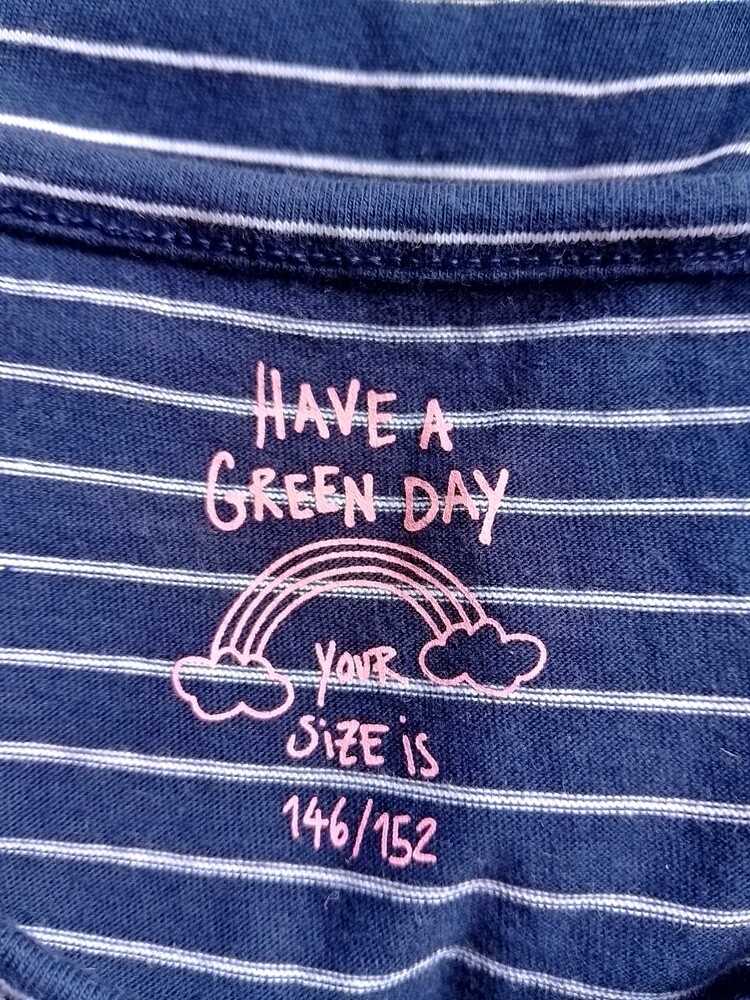 HAVE A
GREEN DAY
YOUR
SiZE iS
146/152